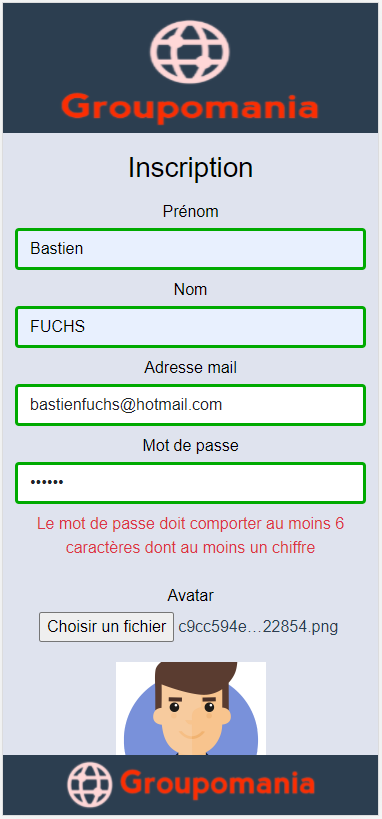 Groupomania
Inscription
Prénom
Bastien
Nom
FUCHS
Adresse mail
bastienfuchs@hotmail.com
Mot de passe
••••••
Le mot de passe doit comporter au moins 6
caractères dont au moins un chiffre
Avatar
Choisir un fichier c9cc594e...22854.png
Groupomania